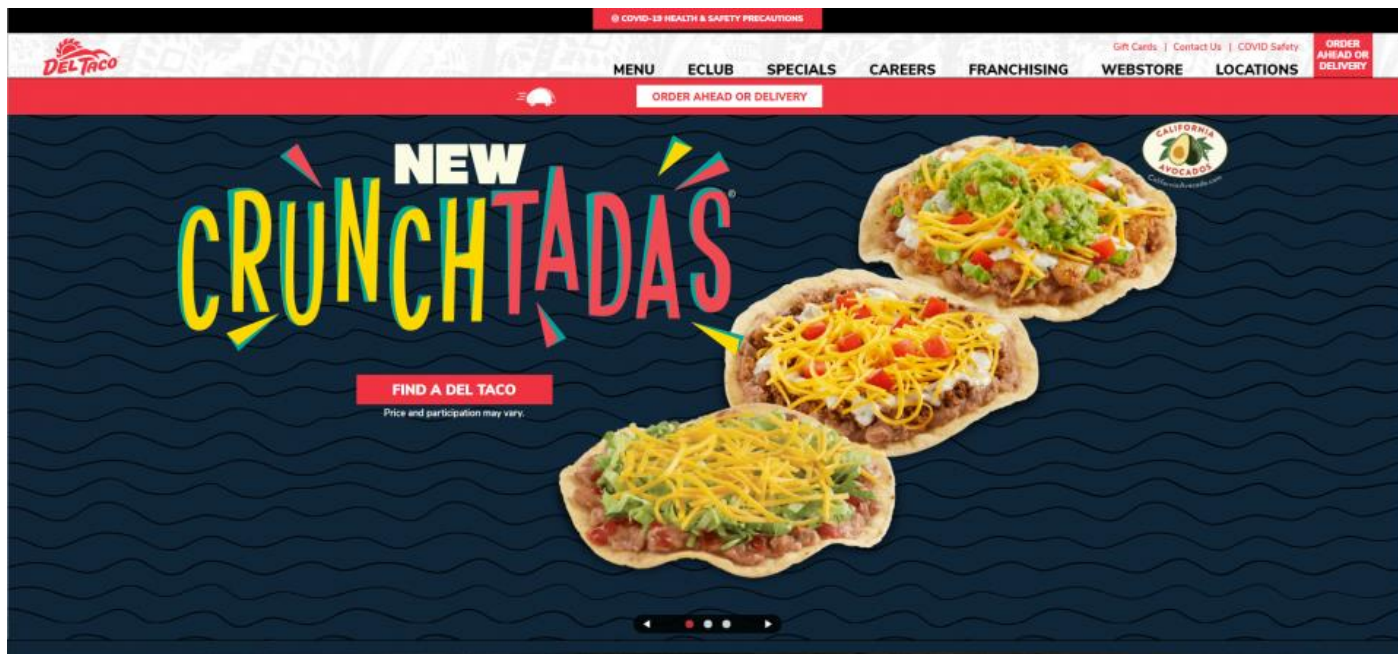 COVID-19 HEALTH & SAFETY PRECAUTIONS
DEL TACO
Gift Cards | Contact Us | COVID Safety
ORDER
AHEAD OR
DELIVERY
MENU ECLUB SPECIALS CAREERS FRANCHISING WEBSTORE LOCATIONS
ORDER AHEAD OR DELIVERY
NEW
CRUNCHTADAS®
CALIFORNIA
AVOCADOS
CaliforniaAvocado.com
FIND A DEL TACO
Price and participation may vary.